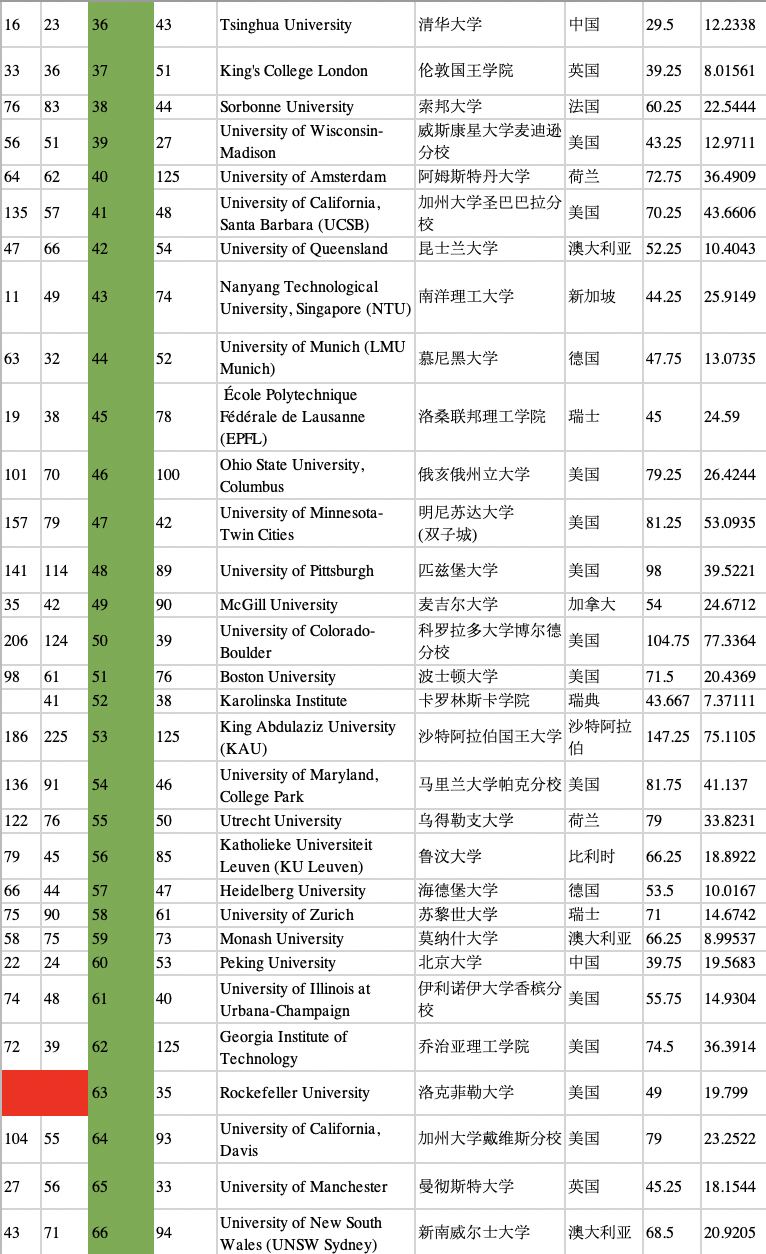 16 23 36 43 Tsinghua University 清华大学 中国 29.5 12.2338
33 36 37 51 King's College London 伦敦国王学院 英国 39.25 8.01561
76 83 38 44 Sorbonne University 索邦大学 法国 60.25 22.5444
56 51 39 27 University of Wisconsin- 威斯康星大学麦迪逊 美国 43.25 12.9711
Madison 分校
64 62 40 125 University of Amsterdam 阿姆斯特丹大学 荷兰 72.75 36.4909
135 57 41 48 University of California, 加州大学圣巴巴拉分 美国 70.25 43.6606
Santa Barbara (UCSB) 校
47 66 42 54 University of Queensland 昆士兰大学 澳大利亚 52.25 10.4043
11 49 43 74 Nanyang Technological 南洋理工大学 新加坡 44.25 25.9149
University, Singapore (NTU)
63 32 44 52 University of Munich (LMU 慕尼黑大学 德国 47.75 13.0735
Munich)
19 38 45 78 École Polytechnique 洛桑联邦理工学院 瑞士 45 24.59
Fédérale de Lausanne
(EPFL)
101 70 46 100 Ohio State University, 俄亥俄州立大学 美国 79.25 26.4244
Columbus
157 79 47 42 University of Minnesota- 明尼苏达大学 美国 81.25 53.0935
Twin Cities (双子城)
141 114 48 89 University of Pittsburgh 匹兹堡大学 美国 98 39.5221
35 42 49 90 McGill University 麦吉尔大学 加拿大 54 24.6712
206 124 50 39 University of Colorado- 科罗拉多大学博尔德 美国 104.75 77.3364
Boulder 分校
98 61 51 76 Boston University 波士顿大学 美国 71.5 20.4369
41 52 38 Karolinska Institute 卡罗林斯卡学院 瑞典 43.667 7.37111
186 225 53 125 King Abdulaziz University 沙特阿拉伯国王大学 沙特阿拉 147.25 75.1105
(KAU) 伯
136 91 54 46 University of Maryland, 马里兰大学帕克分校 美国 81.75 41.137
College Park
122 76 55 50 Utrecht University 乌得勒支大学 荷兰 79 33.8231
79 45 56 85 Katholieke Universiteit 鲁汶大学 比利时 66.25 18.8922
Leuven (KU Leuven)
66 44 57 47 Heidelberg University 海德堡大学 德国 53.5 10.0167
75 90 58 61 University of Zurich 苏黎世大学 瑞士 71 14.6742
58 75 59 73 Monash University 莫纳什大学 澳大利亚 66.25 8.99537
22 24 60 53 Peking University 北京大学 中国 39.75 19.5683
74 48 61 40 University of Illinois at 伊利诺伊大学香槟分 美国 55.75 14.9304
Urbana-Champaign 校
72 39 62 125 Georgia Institute of 乔治亚理工学院 美国 74.5 36.3914
Technology
63 35 Rockefeller University 洛克菲勒大学 美国 49 19.799
104 55 64 93 University of California, 加州大学戴维斯分校 美国 79 23.2522
Davis
27 56 65 33 University of Manchester 曼彻斯特大学 英国 45.25 18.1544
43 71 66 94 University of New South 新南威尔士大学 澳大利亚 68.5 20.9205
Wales (UNSW Sydney)